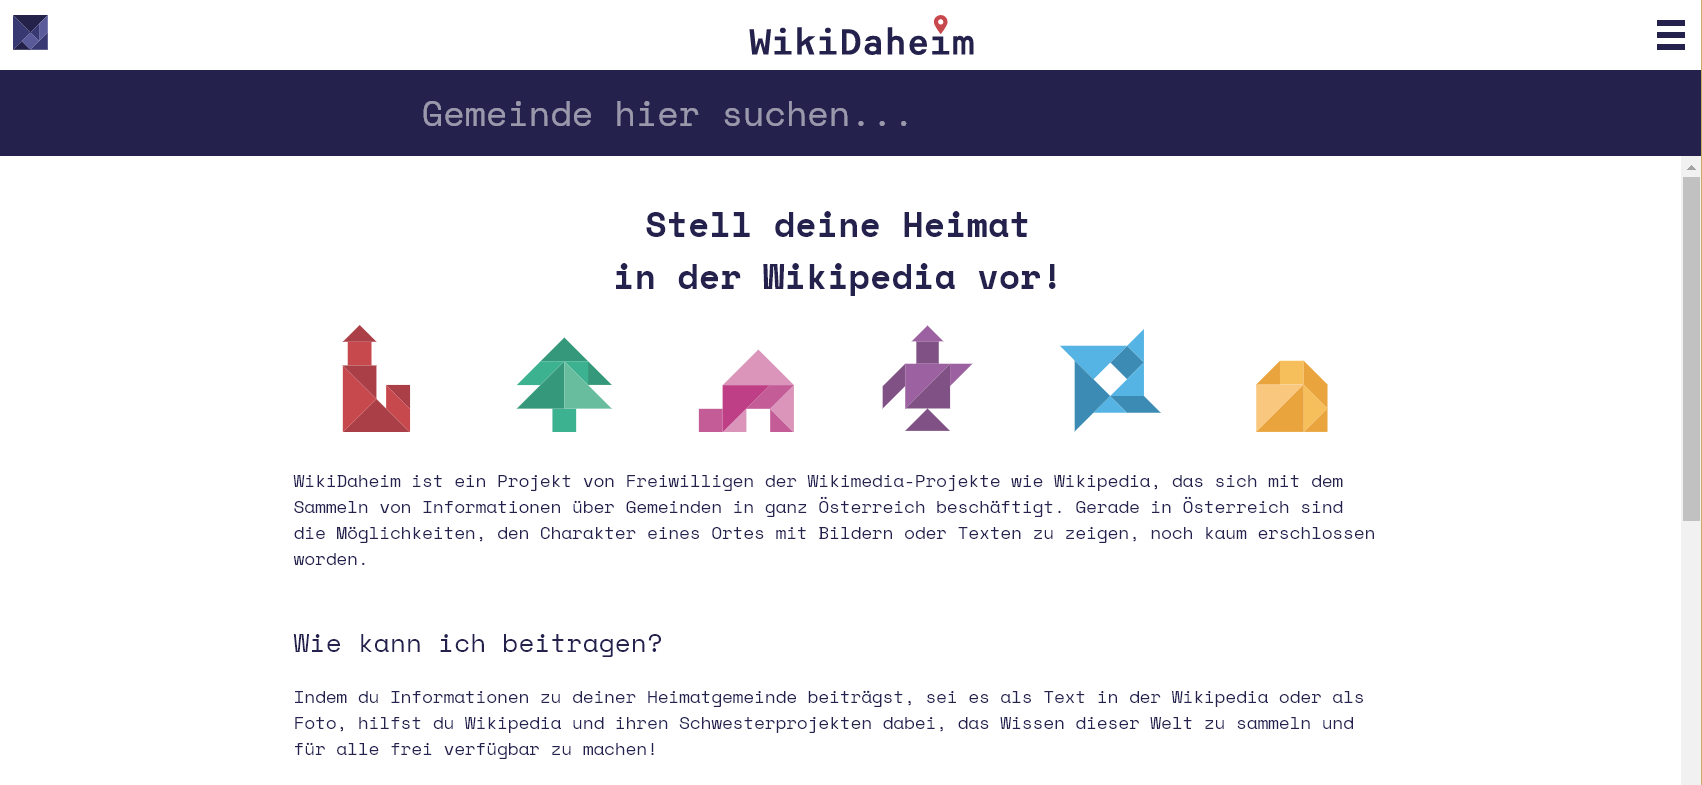 WikiDaheim
Gemeinde hier suchen...
Stell deine Heimat
in der Wikipedia vor!
WikiDaheim ist ein Projekt von Freiwilligen der Wikimedia-Projekte wie Wikipedia, das sich mit dem
Sammeln von Informationen über Gemeinden in ganz Österreich beschäftigt. Gerade in Österreich sind
die Möglichkeiten, den Charakter eines Ortes mit Bildern oder Texten zu zeigen, noch kaum erschlossen
worden.
Wie kann ich beitragen?
Indem du Informationen zu deiner Heimatgemeinde beiträgst, sei es als Text in der Wikipedia oder als
Foto, hilfst du Wikipedia und ihren Schwesterprojekten dabei, das Wissen dieser Welt zu sammeln und
für alle frei verfügbar zu machen!